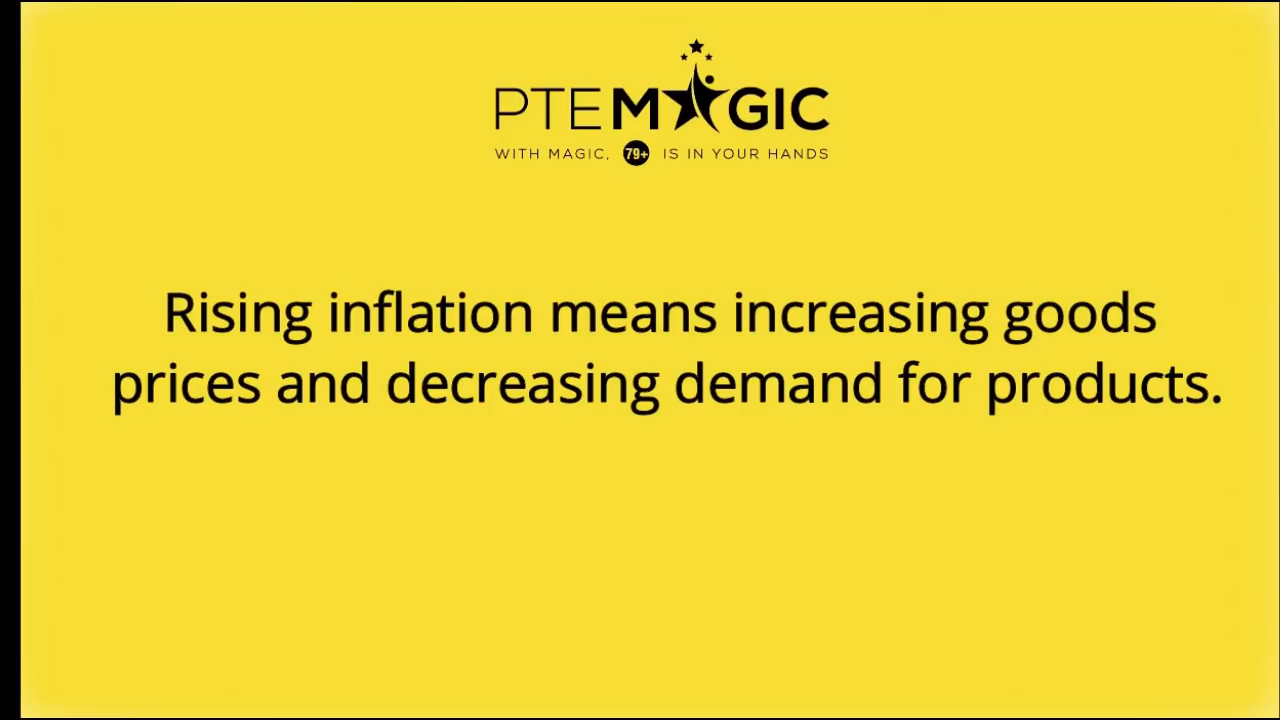 PTEMAGIC
WITH MAGIC, 79+ IS IN YOUR HANDS
Rising inflation means increasing goods
prices and decreasing demand for products.